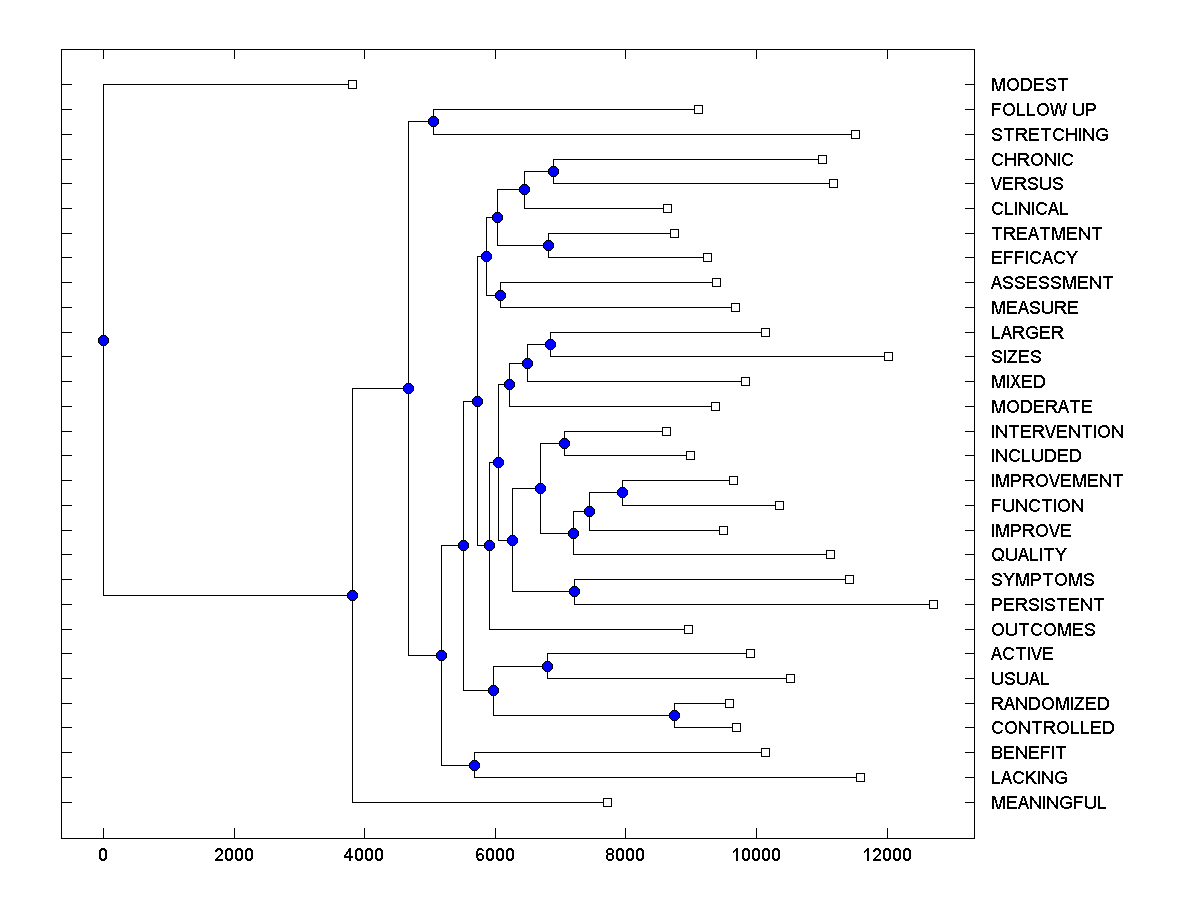 MODEST
FOLLOW UP
STRETCHING
CHRONIC
VERSUS
CLINICAL
TREATMENT
EFFICACY
ASSESSMENT
MEASURE
LARGER
SIZES
MIXED
MODERATE
INTERVENTION
INCLUDED
IMPROVEMENT
FUNCTION
IMPROVE
QUALITY
SYMPTOMS
PERSISTENT
OUTCOMES
ACTIVE
USUAL
RANDOMIZED
CONTROLLED
BENEFIT
LACKING
MEANINGFUL
0 2000 4000 6000 8000 10000 12000